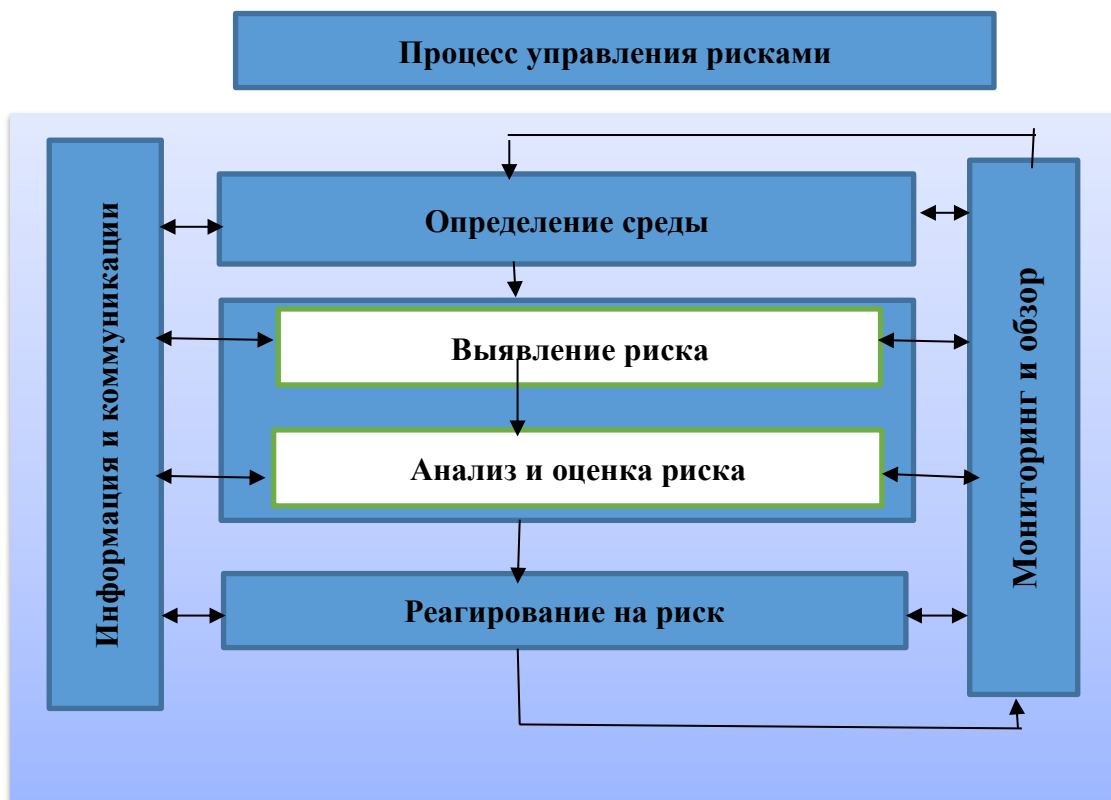 Процесс управления рисками
Информация и коммуникации
Определение среды
Выявление риска
Анализ и оценка риска
Реагирование на риск
Мониторинг и обзор